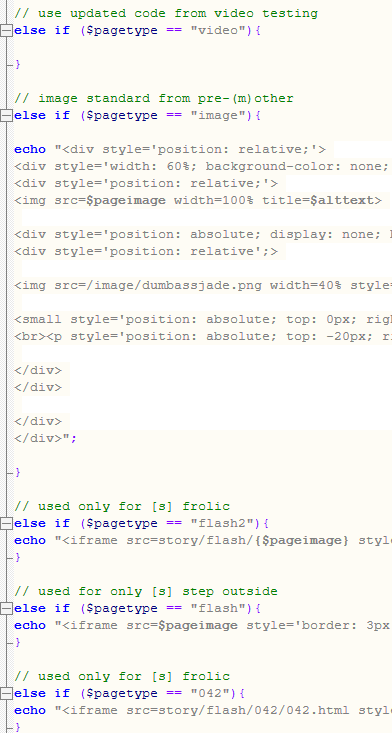 // use updated code from video testing
else if ($pagetype == "video"){
}
// image standard from pre-(m)other
else if ($pagetype == "image"){
echo "<div style='position: relative;'>
<div style='width: 60%; background-color: none;
<div style='position: relative;'>
<img src=$pageimage width=100% title=$alttext>
<div style='position: absolute; display: none;
<div style='position: relative';>
<img src=/image/dumbassjade.png width=40% style=
<small style='position: absolute; top: 0px; righ
<br><p style='position: absolute; top: -20px; ri
</div>
</div>
</div>
</div>";
}
// used only for [s] frolic
else if ($pagetype == "flash2"){
echo "<iframe src=story/flash/{$pageimage} styl
}
// used for only [s] step outside
else if ($pagetype == "flash"){
echo "<iframe src=$pageimage style='border: 3px
}
// used only for [s] frolic
else if ($pagetype == "042"){
echo "<iframe src=story/flash/042/042.html styl
}